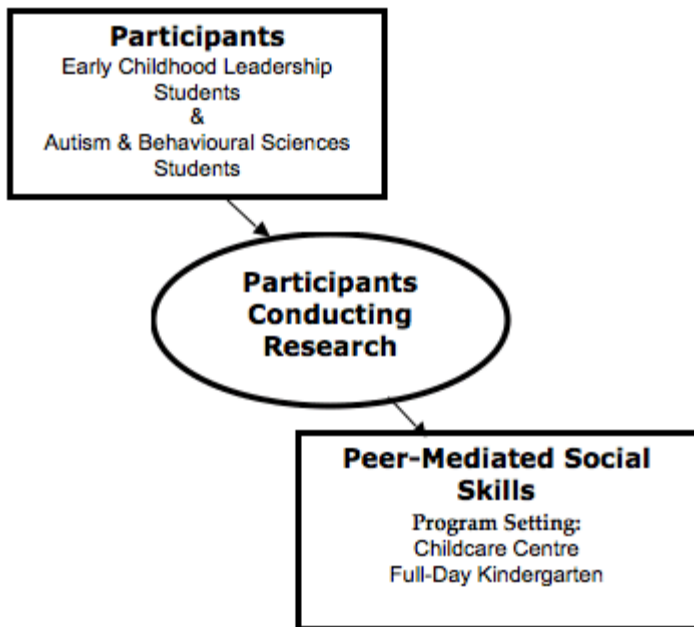 Participants
Early Childhood Leadership
Students
&
Autism & Behavioural Sciences
Students
Participants
Conducting
Research
Peer-Mediated Social
Skills
Program Setting:
Childcare Centre
Full-Day Kindergarten